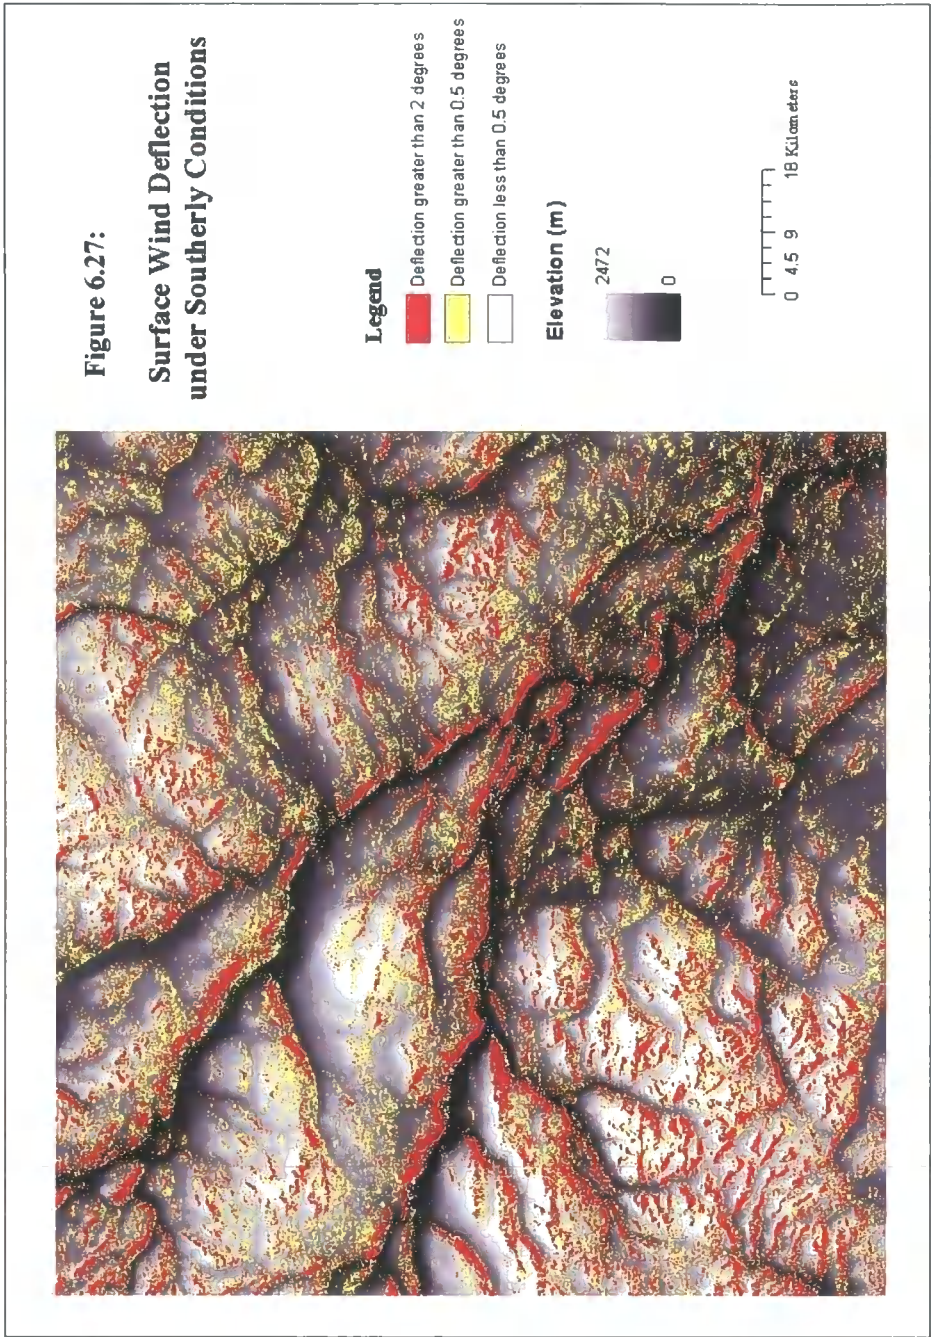 Figure 6.27:
Surface Wind Deflection
under Southerly Conditions
Legend
Deflection greater than 2 degrees
Deflection greater than 0.5 degrees
Deflection less than 0.5 degrees
Elevation (m)
2472
0
0 4.5 9 18 Kilometers